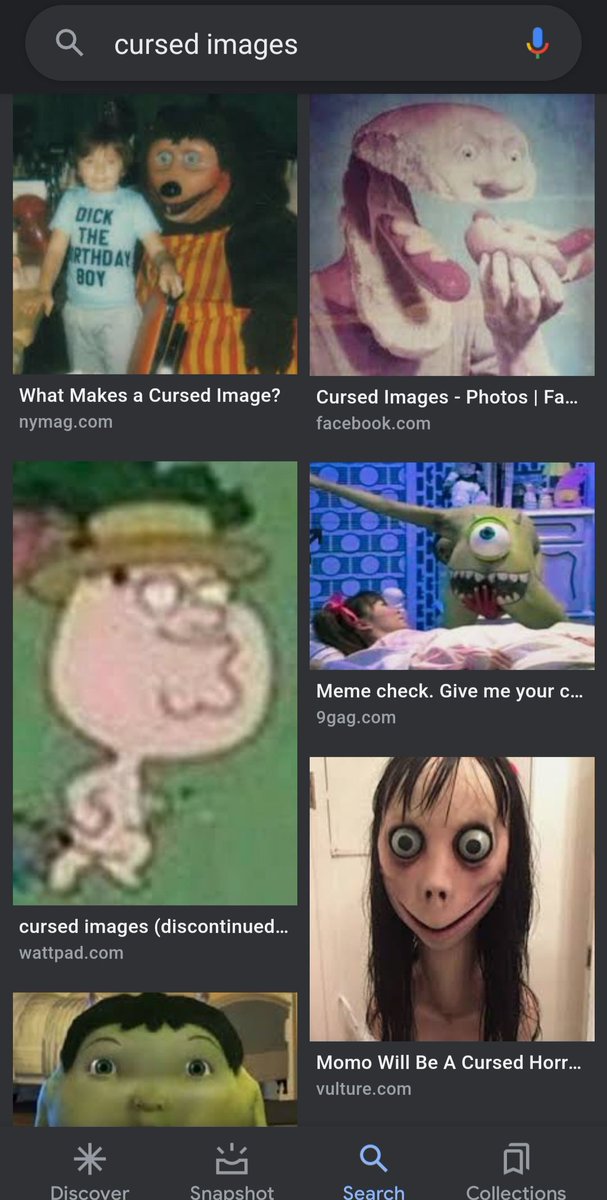 cursed images
DICK
THE
RTHDAY
BOY
What Makes a Cursed Image?
nymag.com
Cursed Images - Photos | Fa...
facebook.com
Meme check. Give me your c...
9gag.com
cursed images (discontinued...
wattpad.com
Momo Will Be A Cursed Horr...
vulture.com
Discover
Snapshot
Search
Collections